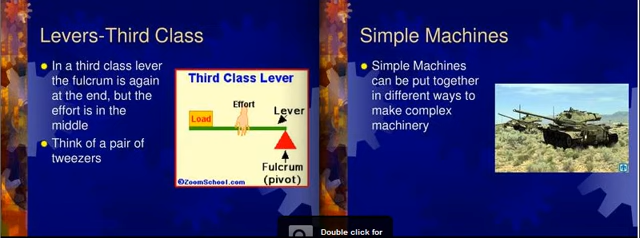 Levers-Third Class
In a third class lever
the fulcrum is again
at the end, but the
effort is in the
middle
Think of a pair of
tweezers
Third Class Lever
Effort
Load
Lever
Fulcrum
(pivot)
©ZoomSchool.com
Simple Machines
Simple Machines
can be put together
in different ways to
make complex
machinery
Double click for